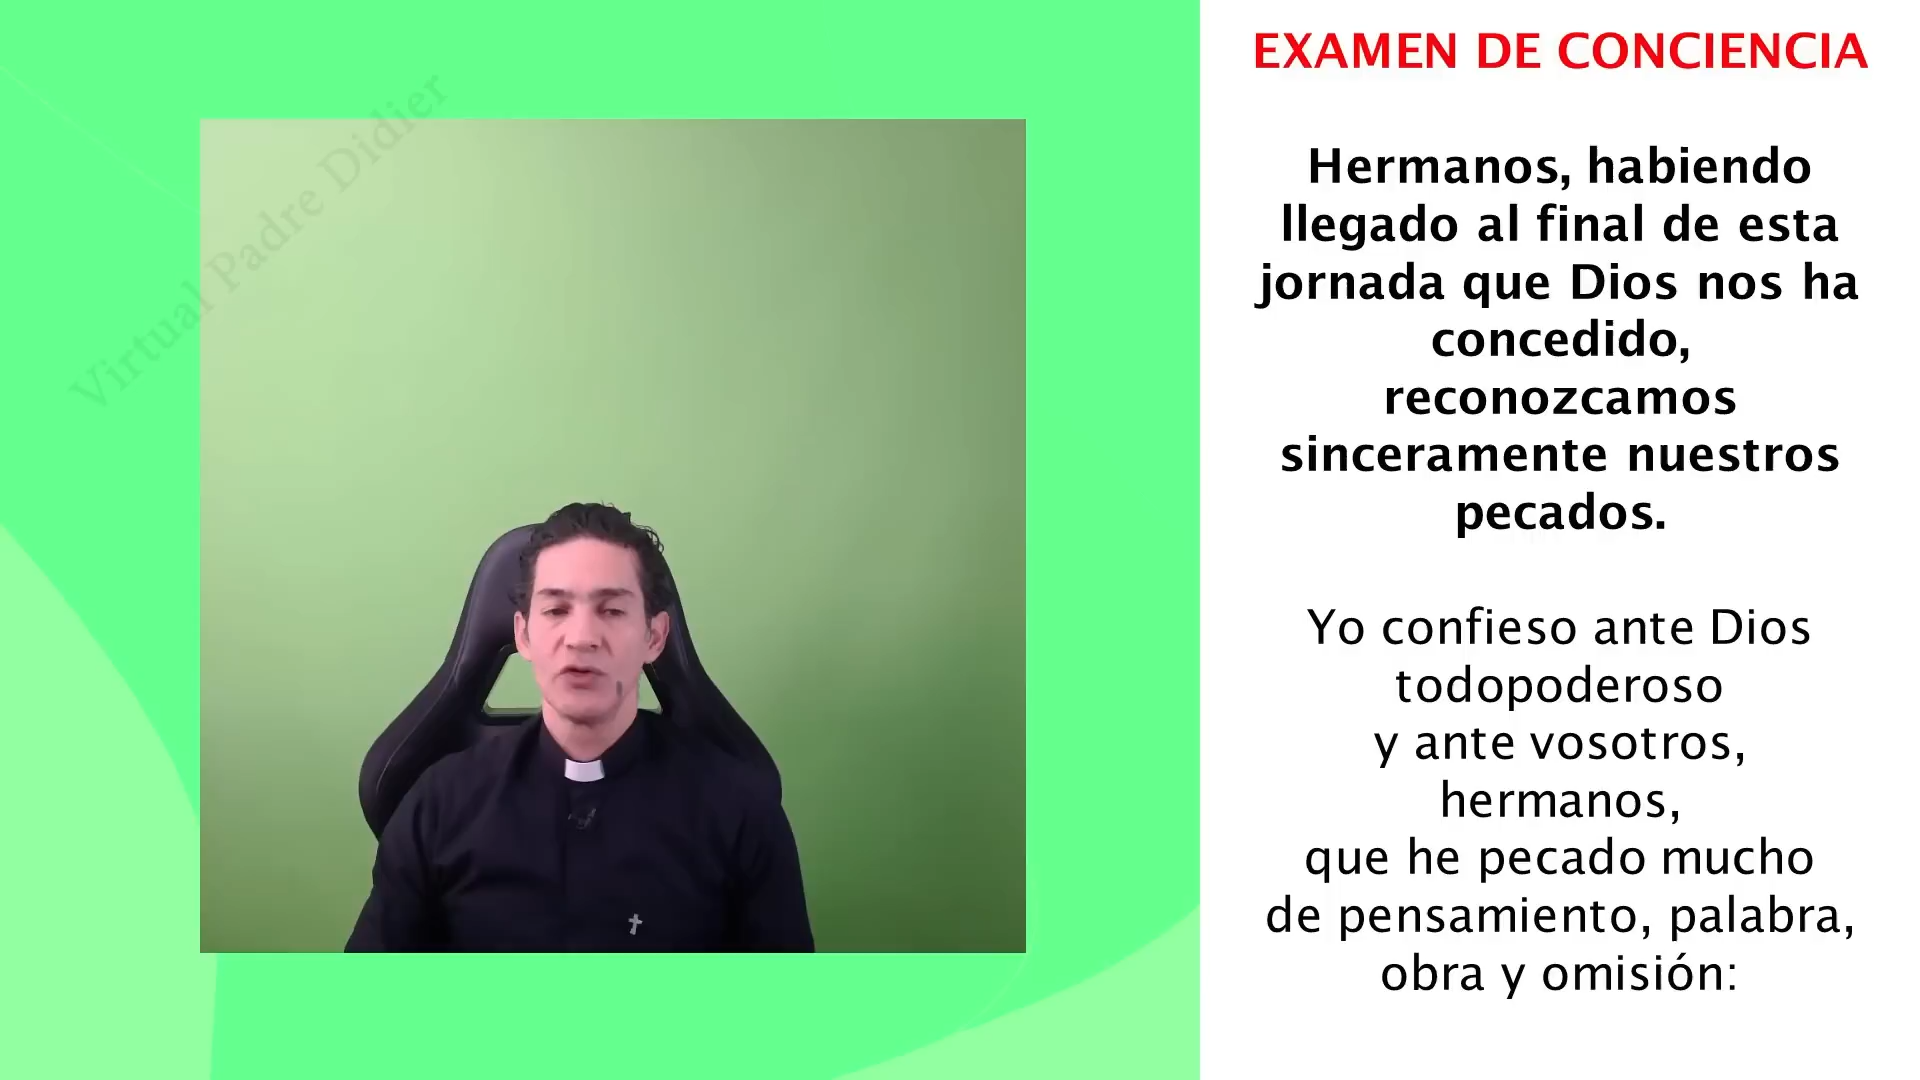 Virtual Padre Didier
EXAMEN DE CONCIENCIA
Hermanos, habiendo
llegado al final de esta
jornada que Dios nos ha
concedido,
reconozcamos
sinceramente nuestros
pecados.
Yo confieso ante Dios
todopoderoso
y ante vosotros,
hermanos,
que he pecado mucho
de pensamiento, palabra,
obra y omisión: